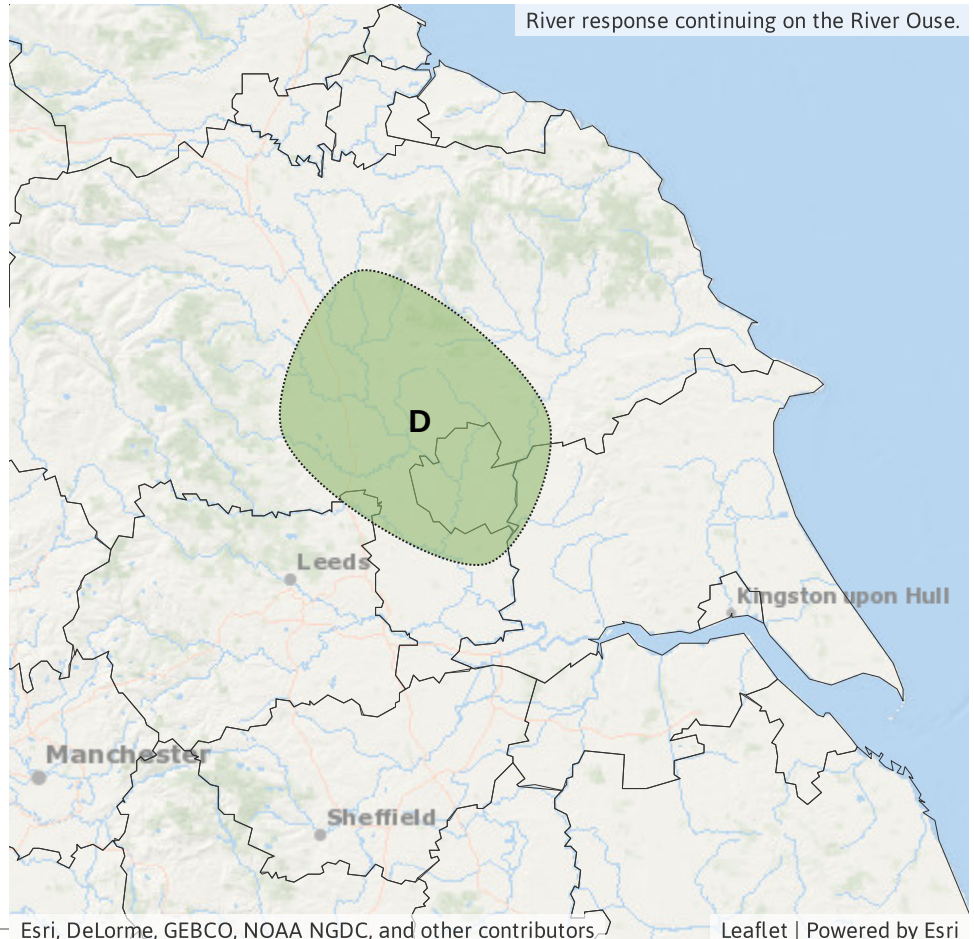 River response continuing on the River Ouse.
D
Leeds
Kingston upon Hull
Manchester
Sheffield
Esri, DeLorme, GEBCO, NOAA NGDC, and other contributors
Leaflet | Powered by Esri